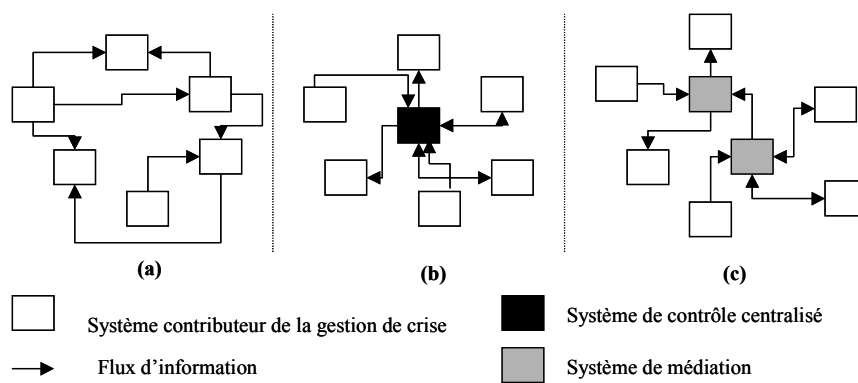 (a)
(b)
(c)
Système contributeur de la gestion de crise
Système de contrôle centralisé
Flux d'information
Système de médiation